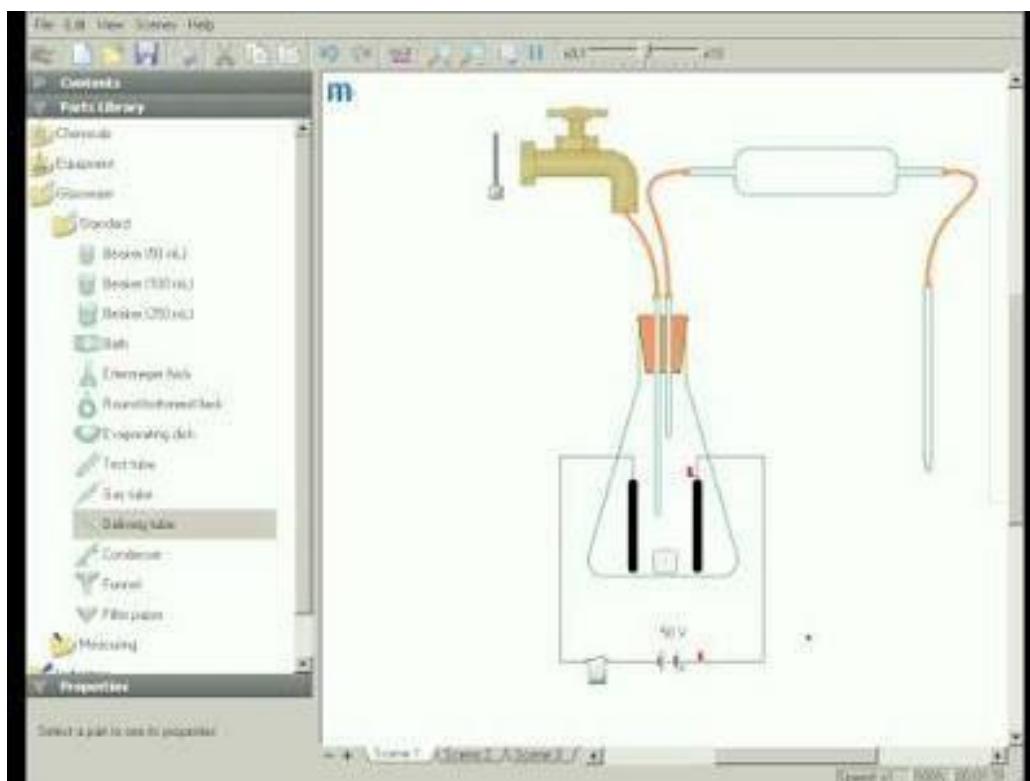 File Edit View Scenes Help
Contents
Parts Library
m
Chemicals
Equipment
Glassware
Standard
Beaker (50 mL)
Beaker (100 mL)
Beaker (250 mL)
Bath
Erlenmeyer flask
Round bottomed flask
Evaporating dish
Test tube
Gas tube
Delivery tube
Condenser
Funnel
Filter paper
Measuring
50 V
Properties
Select a part to see its properties
Scene 1 Scene 2 Scene 3